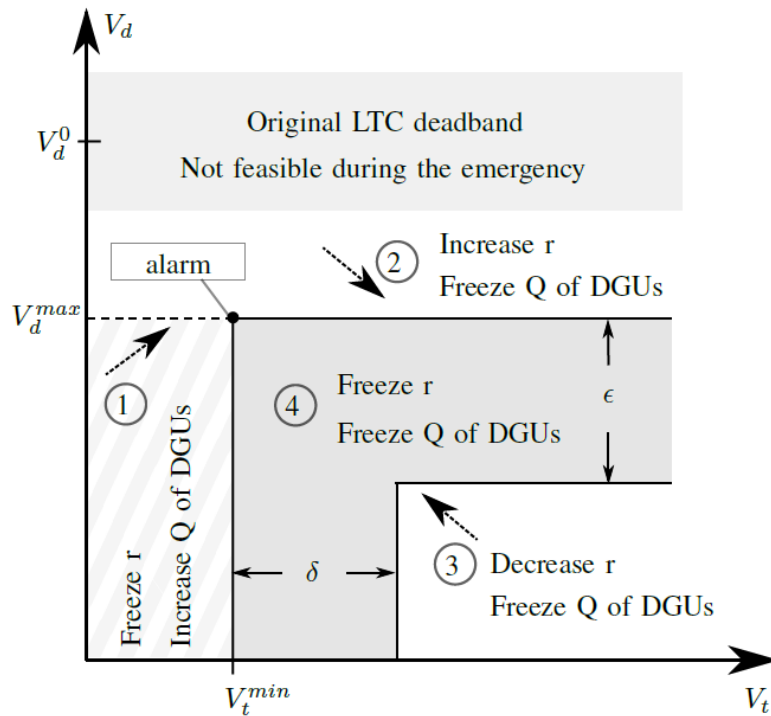 V_d
Original LTC deadband
V_d^0
Not feasible during the emergency
alarm
2
Increase r
Freeze Q of DGUs
V_d^{max}
1
4
Freeze r
Freeze Q of DGUs
ϵ
Freeze r
Increase Q of DGUs
δ
3
Decrease r
Freeze Q of DGUs
V_t^{min}
V_t